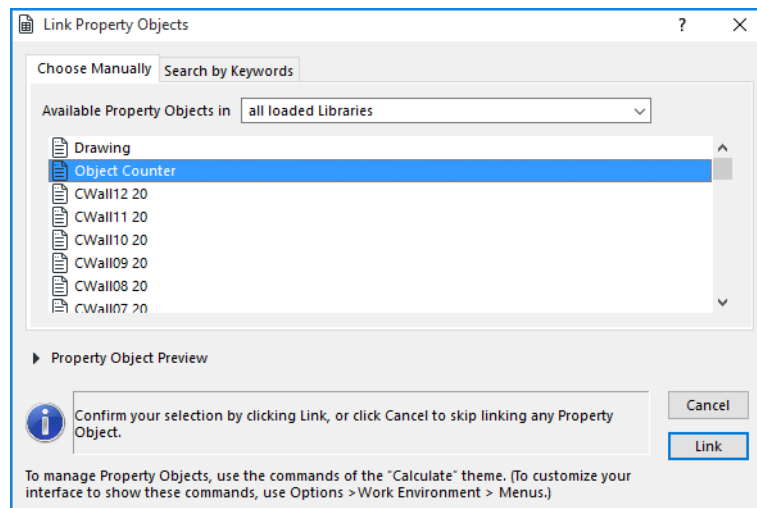 Link Property Objects
?
Choose Manually
Search by Keywords
Available Property Objects in
all loaded Libraries
Drawing
Object Counter
CWall12 20
CWall11 20
CWall10 20
CWall09 20
CWall08 20
CWall07 20
Property Object Preview
Confirm your selection by clicking Link, or click Cancel to skip linking any Property
Object.
Cancel
Link
To manage Property Objects, use the commands of the "Calculate" theme. (To customize your
interface to show these commands, use Options >Work Environment > Menus.)